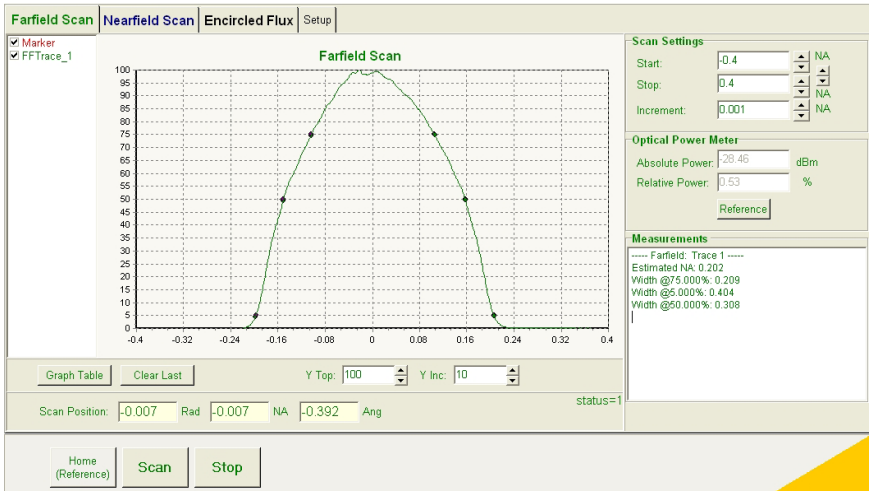 Farfield Scan Nearfield Scan Encircled Flux Setup
Marker
FFTrace_1
Farfield Scan
100
95
90
85
80
75
70
65
60
55
50
45
40
35
30
25
20
15
10
5
0
-0.4 -0.32 -0.24 -0.16 -0.08 0 0.08 0.16 0.24 0.32 0.4
Graph Table Clear Last Y Top: 100 Y Inc: 10
Scan Position: -0.007 Rad -0.007 NA -0.392 Ang
status=1
Scan Settings
Start: -0.4 NA
Stop: 0.4 NA
Increment: 0.001 NA
Optical Power Meter
Absolute Power: -28.46 dBm
Relative Power: 0.53 %
Reference
Measurements
----- Farfield: Trace 1 -----
Estimated NA: 0.202
Width @75.000%: 0.209
Width @5.000%: 0.404
Width @50.000%: 0.308
Home
(Reference)
Scan Stop